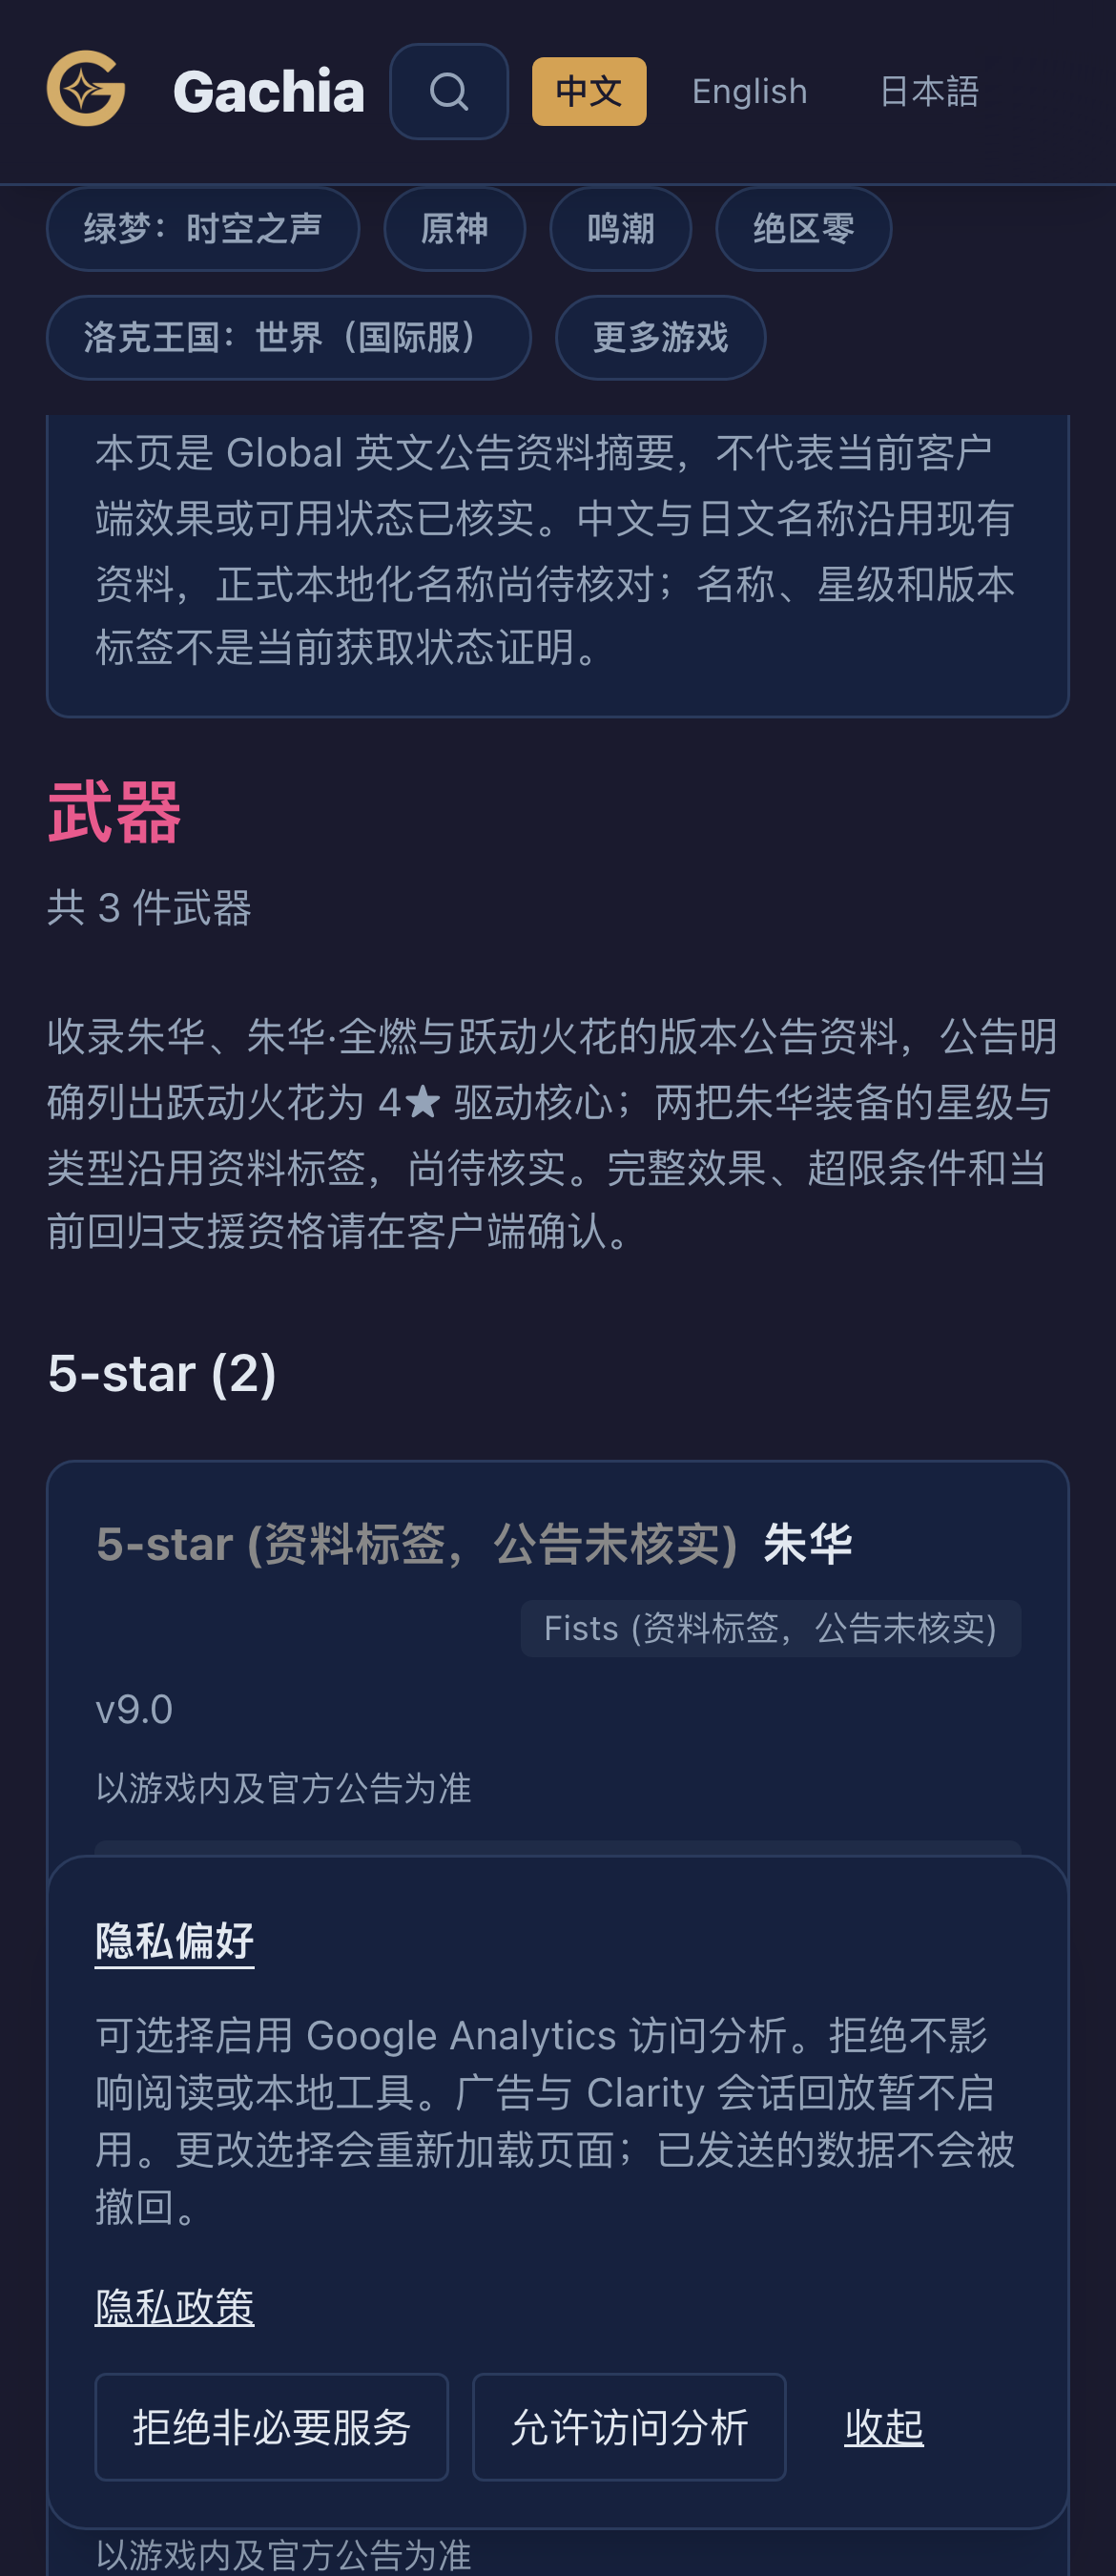 Gachia
中文
English
日本語
绿梦：时空之声
原神
鸣潮
绝区零
洛克王国：世界（国际服）
更多游戏
本页是 Global 英文公告资料摘要，不代表当前客户
端效果或可用状态已核实。中文与日文名称沿用现有
资料，正式本地化名称尚待核对；名称、星级和版本
标签不是当前获取状态证明。
武器
共 3 件武器
收录朱华、朱华·全燃与跃动火花的版本公告资料，公告明
确列出跃动火花为 4★ 驱动核心；两把朱华装备的星级与
类型沿用资料标签，尚待核实。完整效果、超限条件和当
前回归支援资格请在客户端确认。
5-star (2)
5-star (资料标签，公告未核实) 朱华
Fists (资料标签，公告未核实)
v9.0
以游戏内及官方公告为准
隐私偏好
可选择启用 Google Analytics 访问分析。拒绝不影
响阅读或本地工具。广告与 Clarity 会话回放暂不启
用。更改选择会重新加载页面；已发送的数据不会被
撤回。
隐私政策
拒绝非必要服务
允许访问分析
收起
以游戏内及官方公告为准